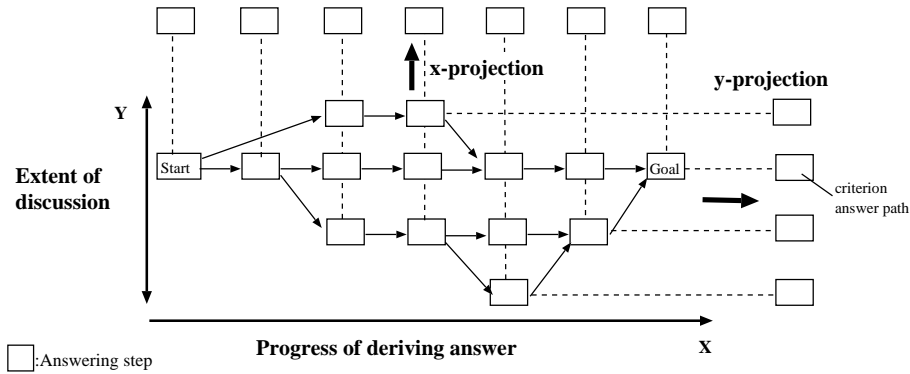 x-projection
y-projection
Y
Start
Goal
Extent of
discussion
criterion
answer path
Progress of deriving answer
X
:Answering step